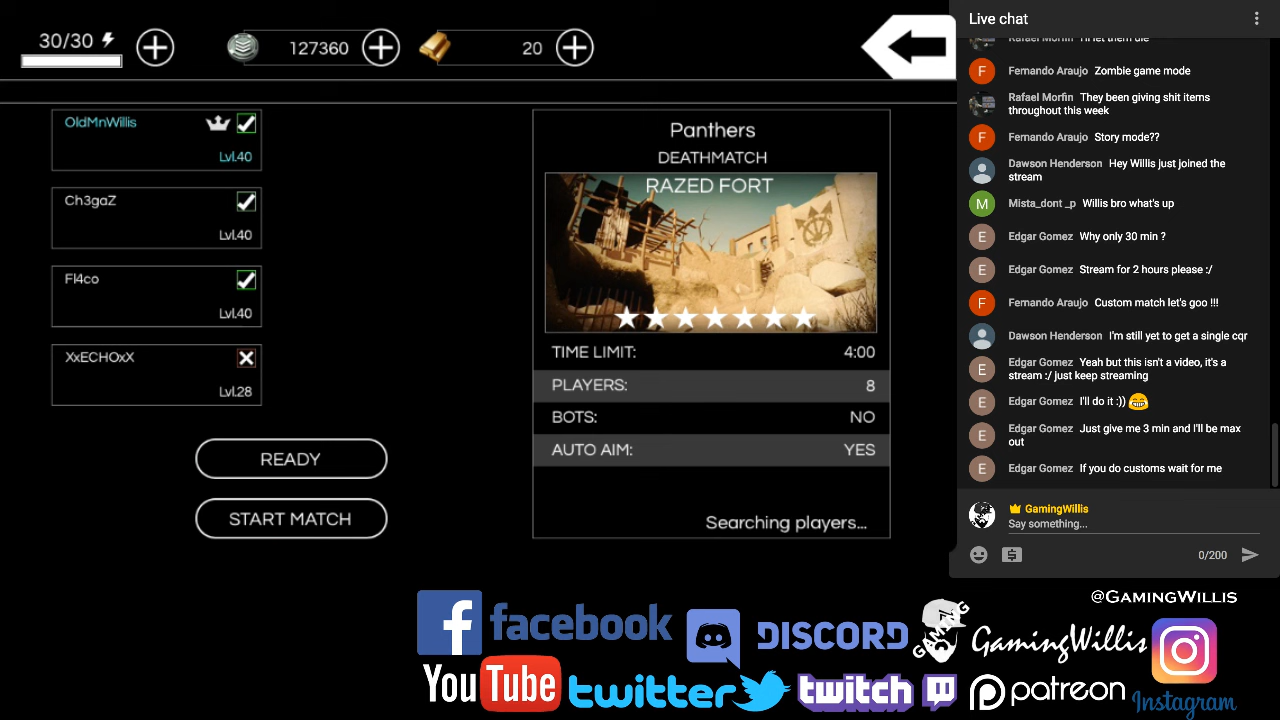 30/30
127360
20
OldMnWillis
Lvl.40
Ch3gaZ
Lvl.40
Fl4co
Lvl.40
XxECHOxX
Lvl.28
READY
START MATCH
Panthers
DEATHMATCH
RAZED FORT
TIME LIMIT: 4:00
PLAYERS: 8
BOTS: NO
AUTO AIM: YES
Searching players...
Live chat
Rafael Morfin I'll let them die
Fernando Araujo Zombie game mode
Rafael Morfin They been giving shit items
throughout this week
Fernando Araujo Story mode??
Dawson Henderson Hey Willis just joined the
stream
Mista_dont _p Willis bro what's up
Edgar Gomez Why only 30 min ?
Edgar Gomez Stream for 2 hours please :/
Fernando Araujo Custom match let's goo !!!
Dawson Henderson I'm still yet to get a single cqr
Edgar Gomez Yeah but this isn't a video, it's a
stream :/ just keep streaming
Edgar Gomez I'll do it :)) 😁
Edgar Gomez Just give me 3 min and I'll be max
out
Edgar Gomez If you do customs wait for me
F
F
M
E
E
F
E
E
E
E
GamingWillis
Say something...
0/200
@GAMINGWILLIS
facebook
DISCORD
GAMING
GamingWillis
YouTube
twitter
twitch
patreon
Instagram